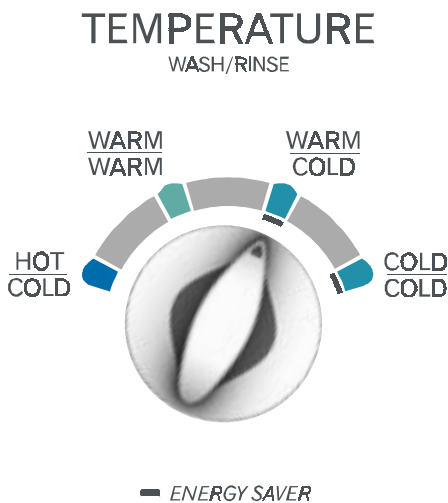 TEMPERATURE
WASH/RINSE
WARM
WARM
WARM
COLD
HOT
COLD
COLD
COLD
ENERGY SAVER